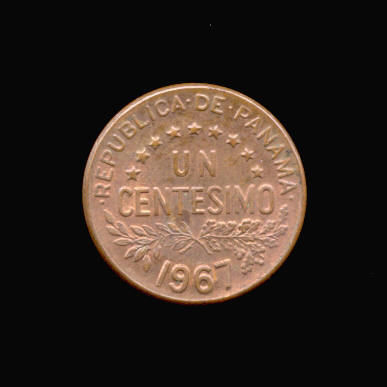 ·REPUBLICA·DE·PANAMA·
UN
CENTESIMO
1967